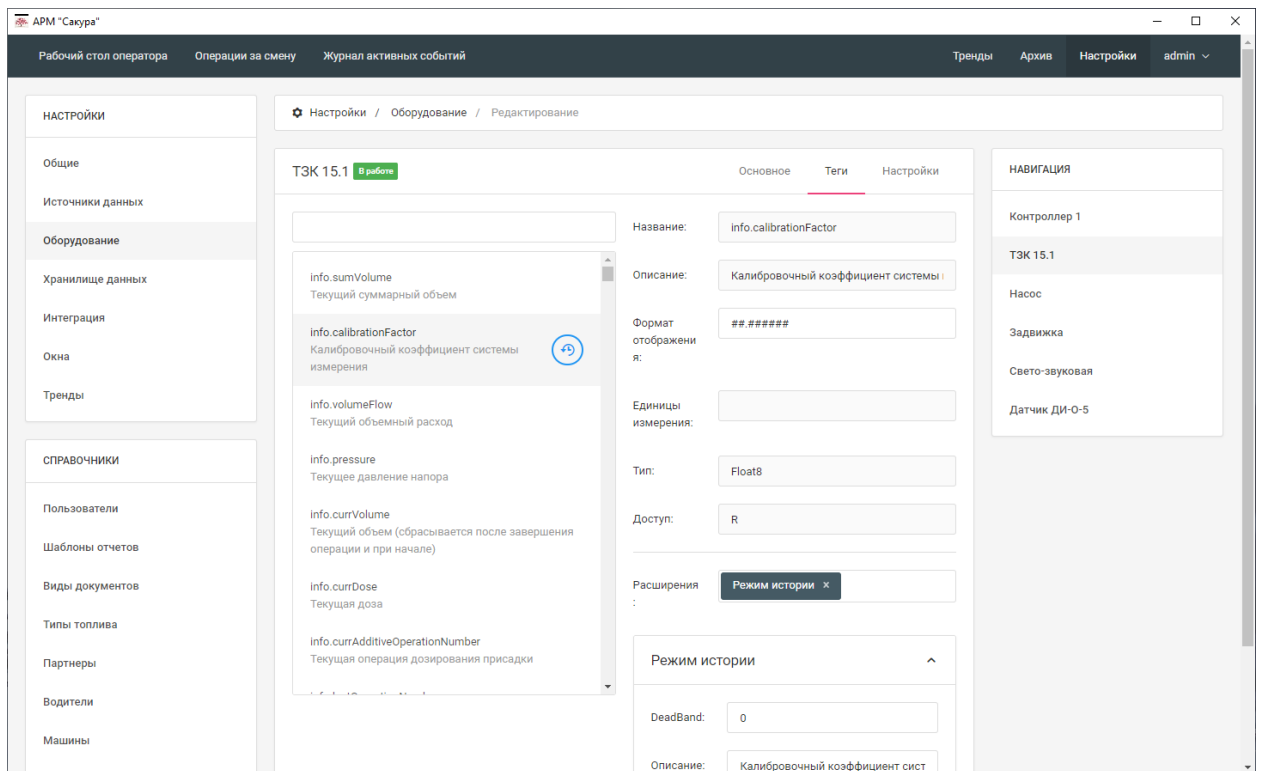 АРМ "Сакура"
Рабочий стол оператора Операции за смену Журнал активных событий Тренды Архив Настройки admin
НАСТРОЙКИ
Общие
Источники данных
Оборудование
Хранилище данных
Интеграция
Окна
Тренды
СПРАВОЧНИКИ
Пользователи
Шаблоны отчетов
Виды документов
Типы топлива
Партнеры
Водители
Машины
Настройки / Оборудование / Редактирование
ТЗК 15.1 В работе Основное Теги Настройки
info.sumVolume
Текущий суммарный объем
info.calibrationFactor
Калибровочный коэффициент системы
измерения
info.volumeFlow
Текущий объемный расход
info.pressure
Текущее давление напора
info.currVolume
Текущий объем (сбрасывается после завершения
операции и при начале)
info.currDose
Текущая доза
info.currAdditiveOperationNumber
Текущая операция дозирования присадки
Название: info.calibrationFactor
Описание: Калибровочный коэффициент системы
Формат
отображени
я:
##.######
Единицы
измерения:
Тип: Float8
Доступ: R
Расширения
:
Режим истории ×
Режим истории
DeadBand: 0
Описание: Калибровочный коэффициент сист
НАВИГАЦИЯ
Контроллер 1
ТЗК 15.1
Насос
Задвижка
Свето-звуковая
Датчик ДИ-О-5